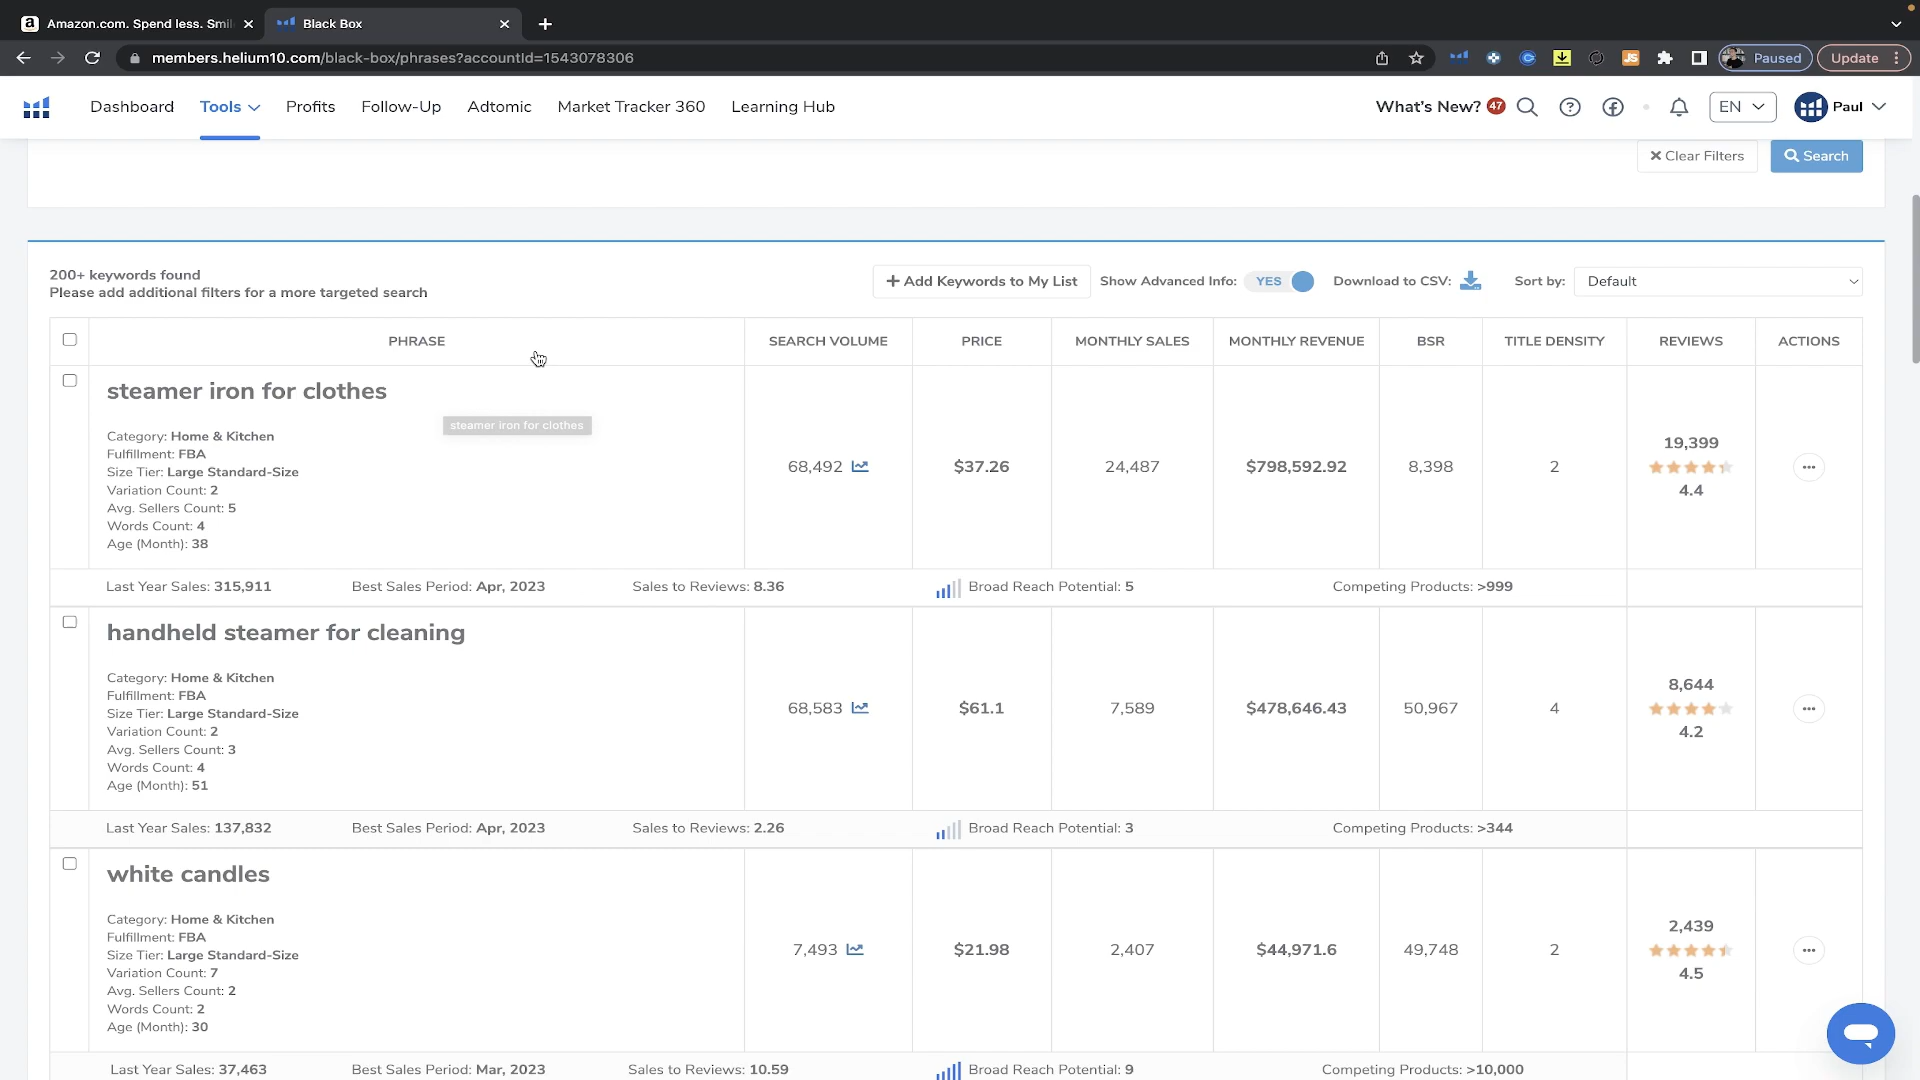 Amazon.com. Spend less. Smil
Black Box
members.helium10.com/black-box/phrases?accountId=1543078306
JS
Paused
Update
Dashboard
Tools
Profits
Follow-Up
Adtomic
Market Tracker 360
Learning Hub
What's New? 47
EN
Paul
Clear Filters
Search
200+ keywords found
Please add additional filters for a more targeted search
+ Add Keywords to My List
Show Advanced Info: YES
Download to CSV:
Sort by: Default
PHRASE
SEARCH VOLUME
PRICE
MONTHLY SALES
MONTHLY REVENUE
BSR
TITLE DENSITY
REVIEWS
ACTIONS
steamer iron for clothes
steamer iron for clothes
Category: Home & Kitchen
Fulfillment: FBA
Size Tier: Large Standard-Size
Variation Count: 2
Avg. Sellers Count: 5
Words Count: 4
Age (Month): 38
68,492
$37.26
24,487
$798,592.92
8,398
2
19,399
4.4
Last Year Sales: 315,911
Best Sales Period: Apr, 2023
Sales to Reviews: 8.36
Broad Reach Potential: 5
Competing Products: >999
handheld steamer for cleaning
Category: Home & Kitchen
Fulfillment: FBA
Size Tier: Large Standard-Size
Variation Count: 2
Avg. Sellers Count: 3
Words Count: 4
Age (Month): 51
68,583
$61.1
7,589
$478,646.43
50,967
4
8,644
4.2
Last Year Sales: 137,832
Best Sales Period: Apr, 2023
Sales to Reviews: 2.26
Broad Reach Potential: 3
Competing Products: >344
white candles
Category: Home & Kitchen
Fulfillment: FBA
Size Tier: Large Standard-Size
Variation Count: 7
Avg. Sellers Count: 2
Words Count: 2
Age (Month): 30
7,493
$21.98
2,407
$44,971.6
49,748
2
2,439
4.5
Last Year Sales: 37,463
Best Sales Period: Mar, 2023
Sales to Reviews: 10.59
Broad Reach Potential: 9
Competing Products: >10,000